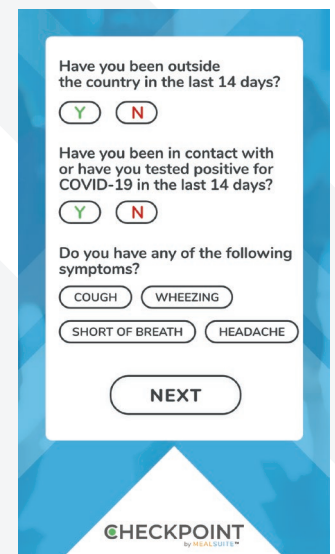 Have you been outside
the country in the last 14 days?
Y N
Have you been in contact with
or have you tested positive for
COVID-19 in the last 14 days?
Y N
Do you have any of the following
symptoms?
COUGH WHEEZING
SHORT OF BREATH HEADACHE
NEXT
CHECKPOINT
by MEALSUITE™